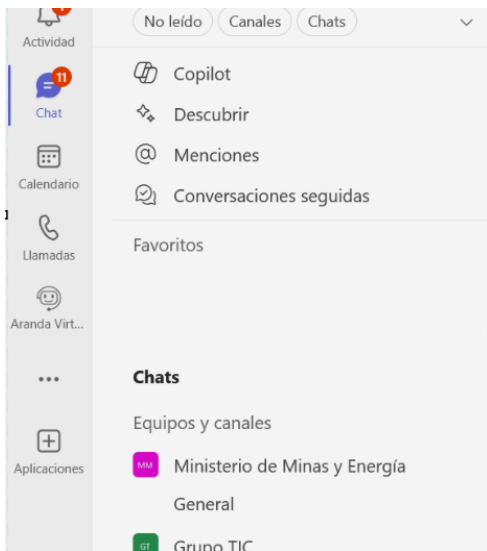 Actividad
11
Chat
Calendario
Llamadas
Aranda Virt...
Aplicaciones
No leído
Canales
Chats
Copilot
Descubrir
@ Menciones
Conversaciones seguidas
Favoritos
Chats
Equipos y canales
MM Ministerio de Minas y Energía
General
GT Grupo TIC